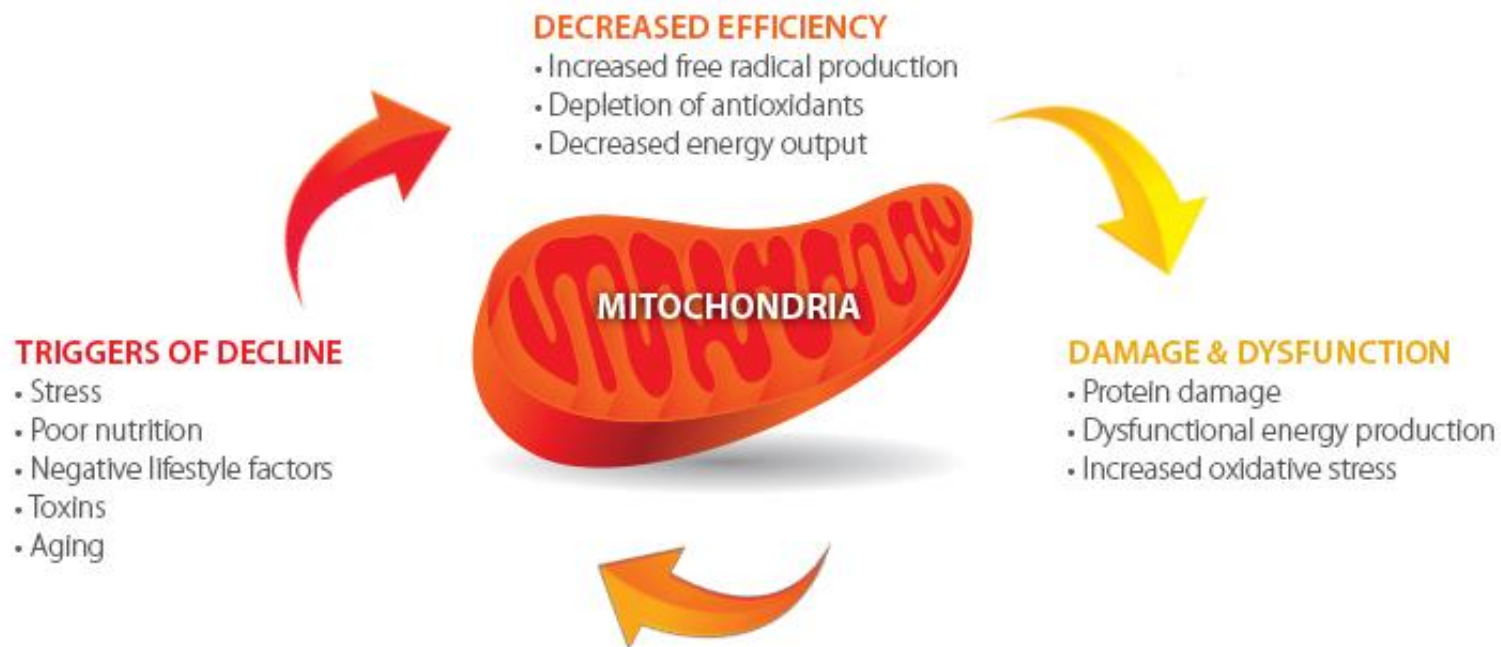 DECREASED EFFICIENCY
• Increased free radical production
• Depletion of antioxidants
• Decreased energy output
MITOCHONDRIA
TRIGGERS OF DECLINE
• Stress
• Poor nutrition
• Negative lifestyle factors
• Toxins
• Aging
DAMAGE & DYSFUNCTION
• Protein damage
• Dysfunctional energy production
• Increased oxidative stress